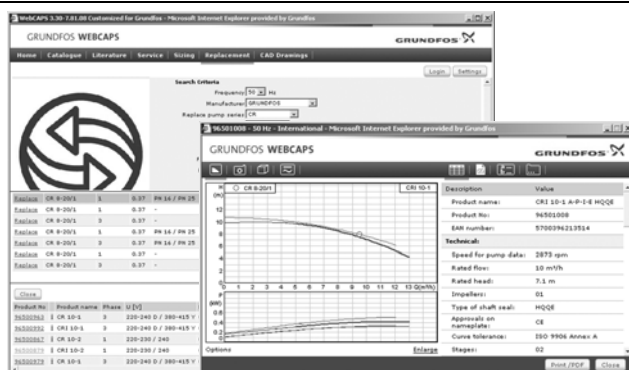 WebCAPS 3.30-7.01.08 Customized for Grundfos - Microsoft Internet Explorer provided by Grundfos
GRUNDFOS WEBCAPS
GRUNDFOS
Home Catalogue Literature Service Sizing Replacement CAD Drawings
Login Settings
Search Criteria
Frequency 50 Hz
Manufacturer GRUNDFOS
Replace pump series CR
Replace CR 8-20/1 1 0.37 PN 16 / PN 25
Replace CR 8-20/1 1 0.37 -
Replace CR 8-20/1 3 0.37 PN 16 / PN 25
Replace CR 8-20/1 3 0.37 -
Replace CR 8-20/1 1 0.37 PN 16 / PN 25
Replace CR 8-20/1 1 0.37 -
Replace CR 8-20/1 3 0.37 -
Close
Product No Product name Phase U [V]
96500963 CR 10-1 3 220-240 D / 380-415 Y
96500992 CRI 10-1 3 220-240 D / 380-415 Y
CR 10-2 1 220-230 / 240
CRI 10-2 1 220-230 / 240
CR 10-1 3 220-240 D / 380-415 Y
96501008 - 50 Hz - International - Microsoft Internet Explorer provided by Grundfos
GRUNDFOS WEBCAPS
GRUNDFOS
H
(m)
CR 8-20/1
CRI 10-1
12
10
8
6
4
2
0
0 1 2 3 4 5 6 7 8 9 10 11 12 13 Q(m³/h)
P
(kW)
0.6
0.4
0.2
0
Options
Enlarge
Description Value
Product name: CRI 10-1 A-P-I-E HQQE
Product No: 96501008
EAN number: 5700396213514
Technical:
Speed for pump data: 2873 rpm
Rated flow: 10 m³/h
Rated head: 7.1 m
Impellers: 01
Type of shaft seal: HQQE
Approvals on nameplate: CE
Curve tolerance: ISO 9906 Annex A
Stages: 02
Print/PDF Close